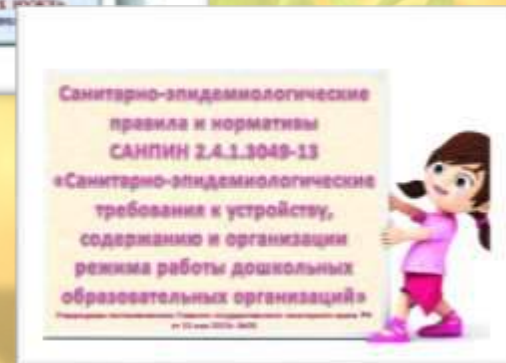 Санитарно-эпидемиологические
правила и нормативы
САНПИН 2.4.1.3049-13
«Санитарно-эпидемиологические
требования к устройству,
содержанию и организации
режима работы дошкольных
образовательных организаций»